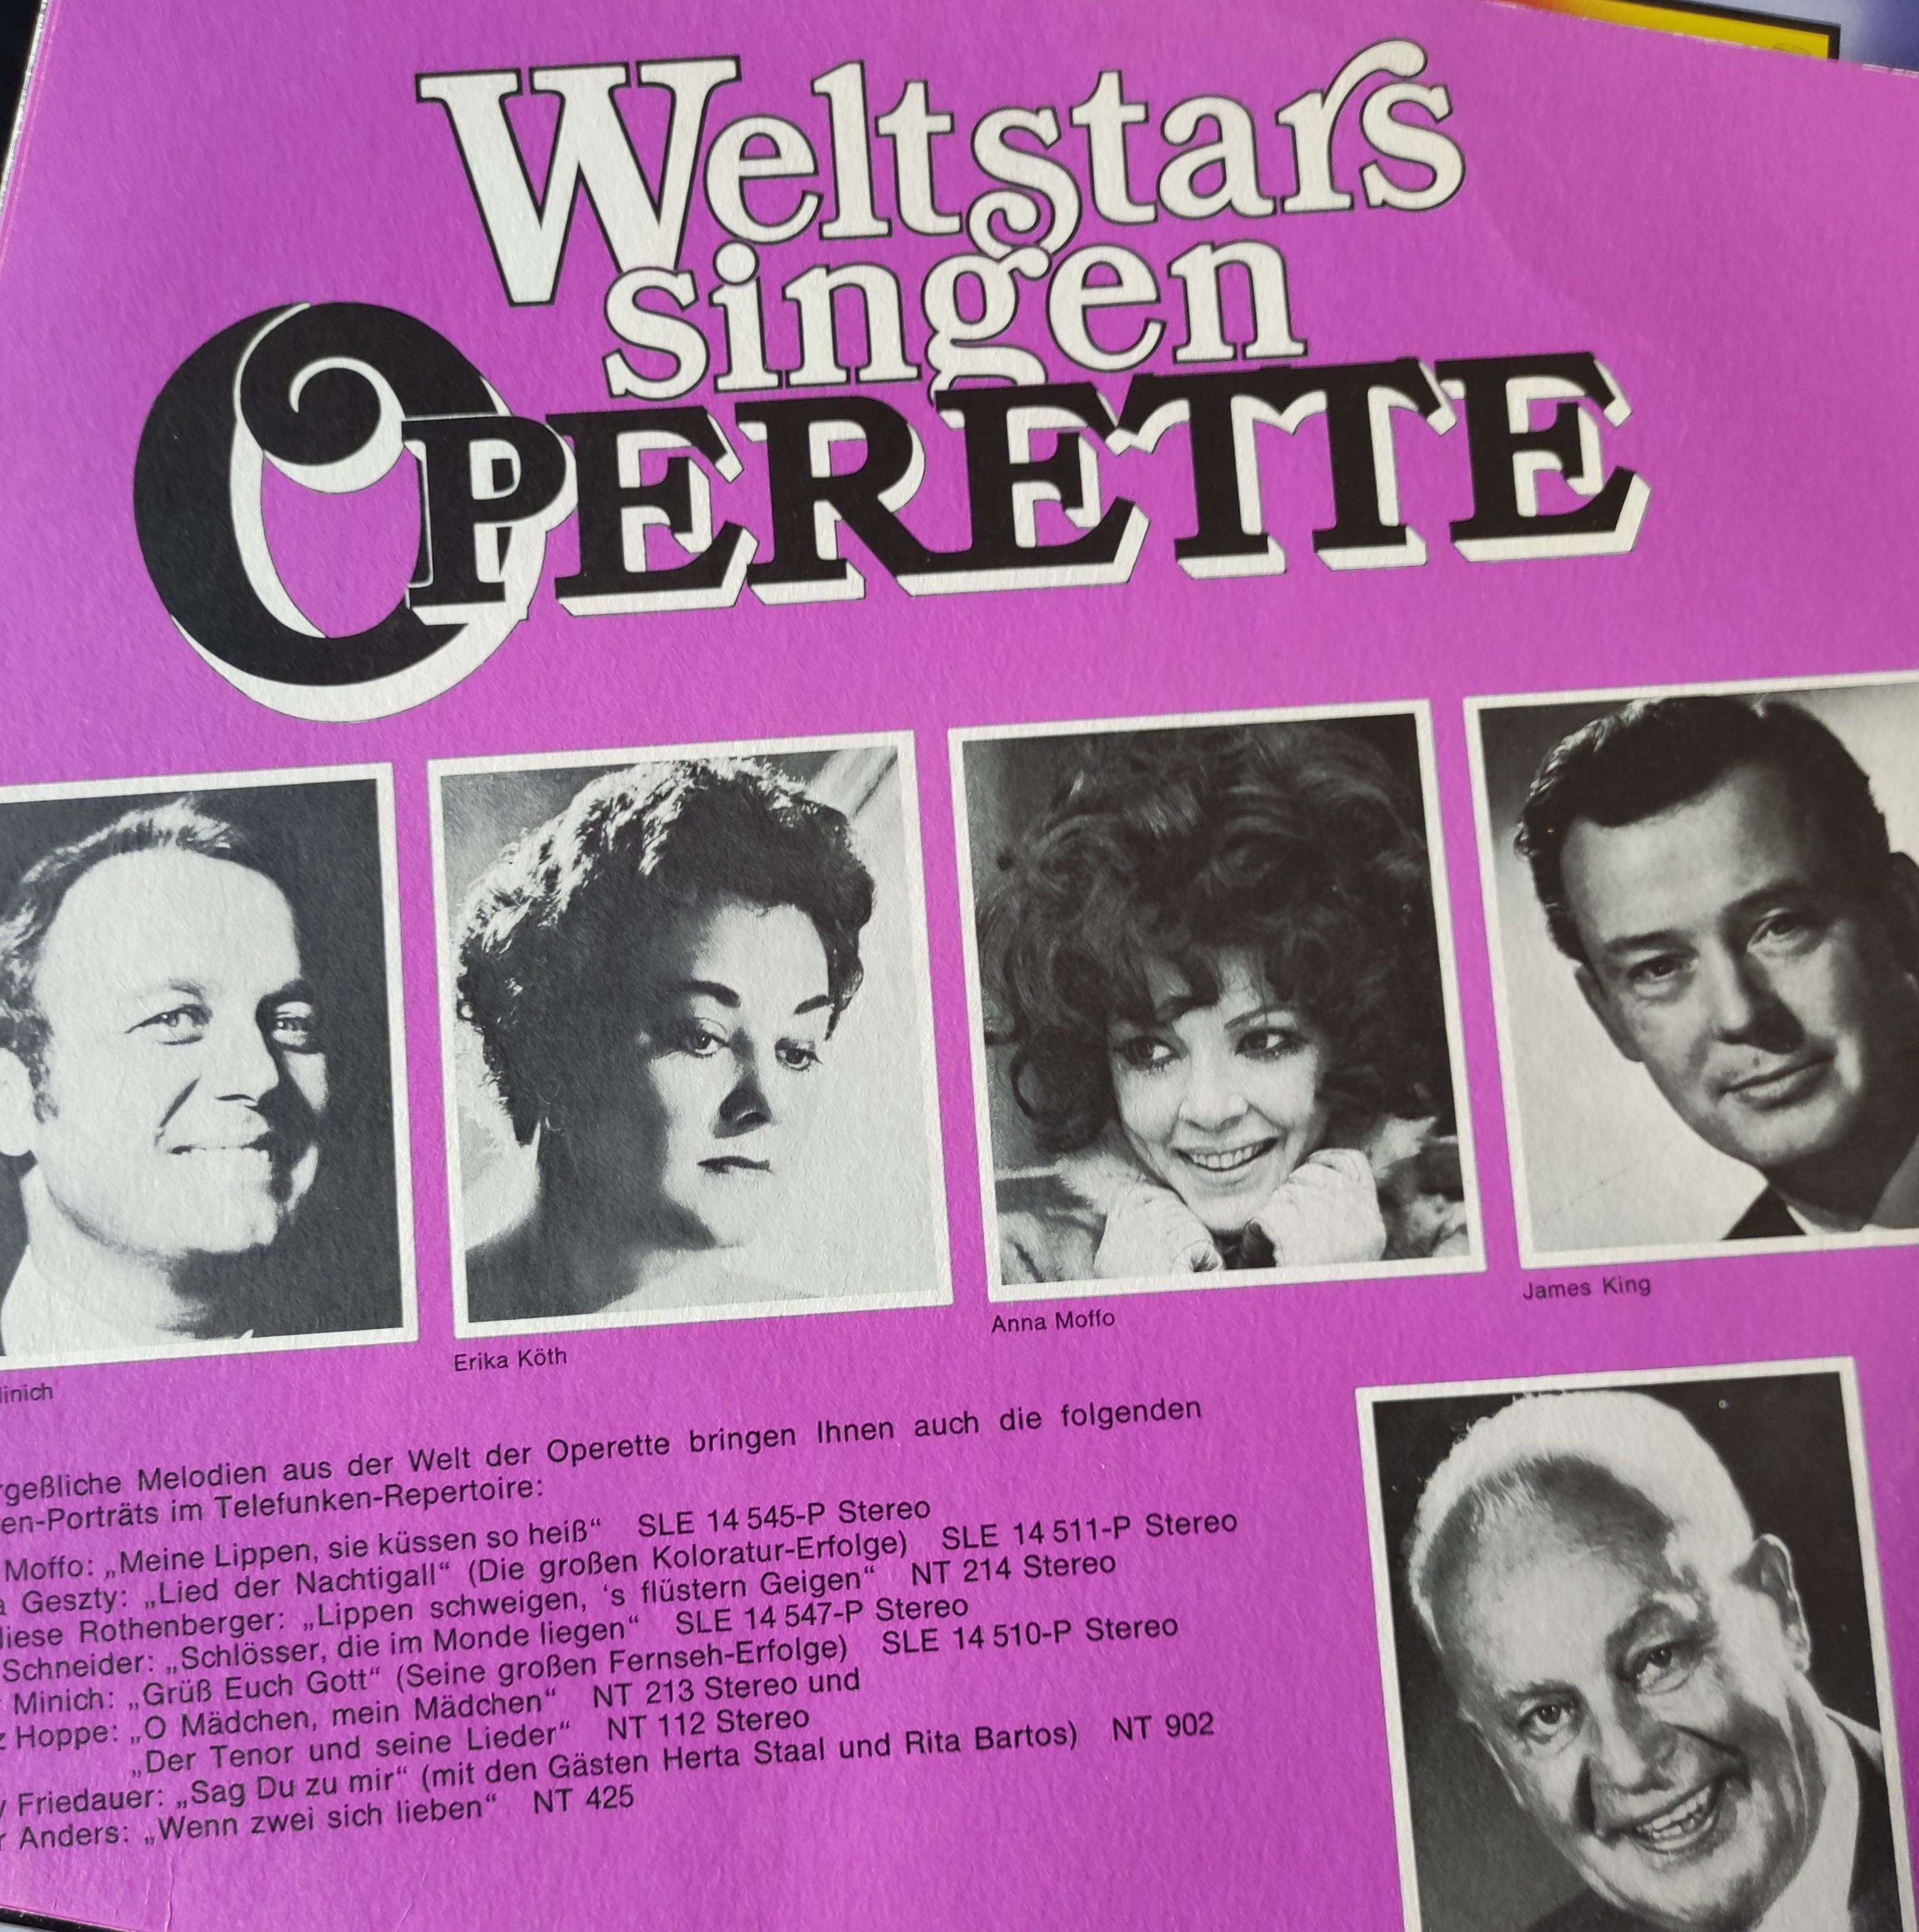 Weltstars
singen
OPERETTE
inich
Erika Köth
Anna Moffo
James King
geßliche Melodien aus der Welt der Operette bringen Ihnen auch die folgenden
en-Porträts im Telefunken-Repertoire:
Moffo: „Meine Lippen, sie küssen so heiß“ SLE 14 545-P Stereo
a Geszty: „Lied der Nachtigall“ (Die großen Koloratur-Erfolge) SLE 14 511-P Stereo
liese Rothenberger: „Lippen schweigen, ‘s flüstern Geigen“ NT 214 Stereo
Schneider: „Schlösser, die im Monde liegen“ SLE 14 547-P Stereo
Minich: „Grüß Euch Gott“ (Seine großen Fernseh-Erfolge) SLE 14 510-P Stereo
z Hoppe: „O Mädchen, mein Mädchen“ NT 213 Stereo und
„Der Tenor und seine Lieder“ NT 112 Stereo
y Friedauer: „Sag Du zu mir“ (mit den Gästen Herta Staal und Rita Bartos) NT 902
r Anders: „Wenn zwei sich lieben“ NT 425